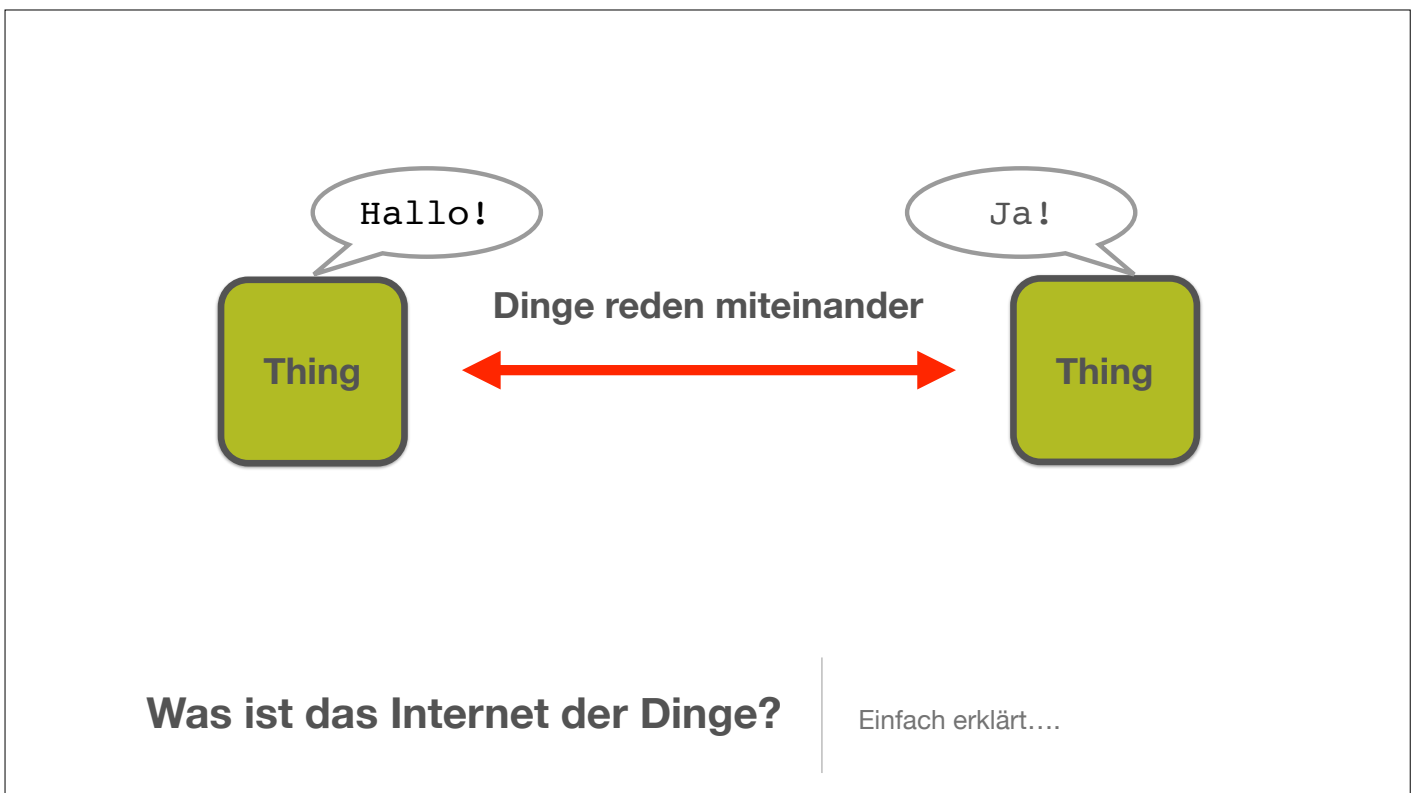 Hallo!
Ja!
Dinge reden miteinander
Thing
Thing
Was ist das Internet der Dinge?
Einfach erklärt….